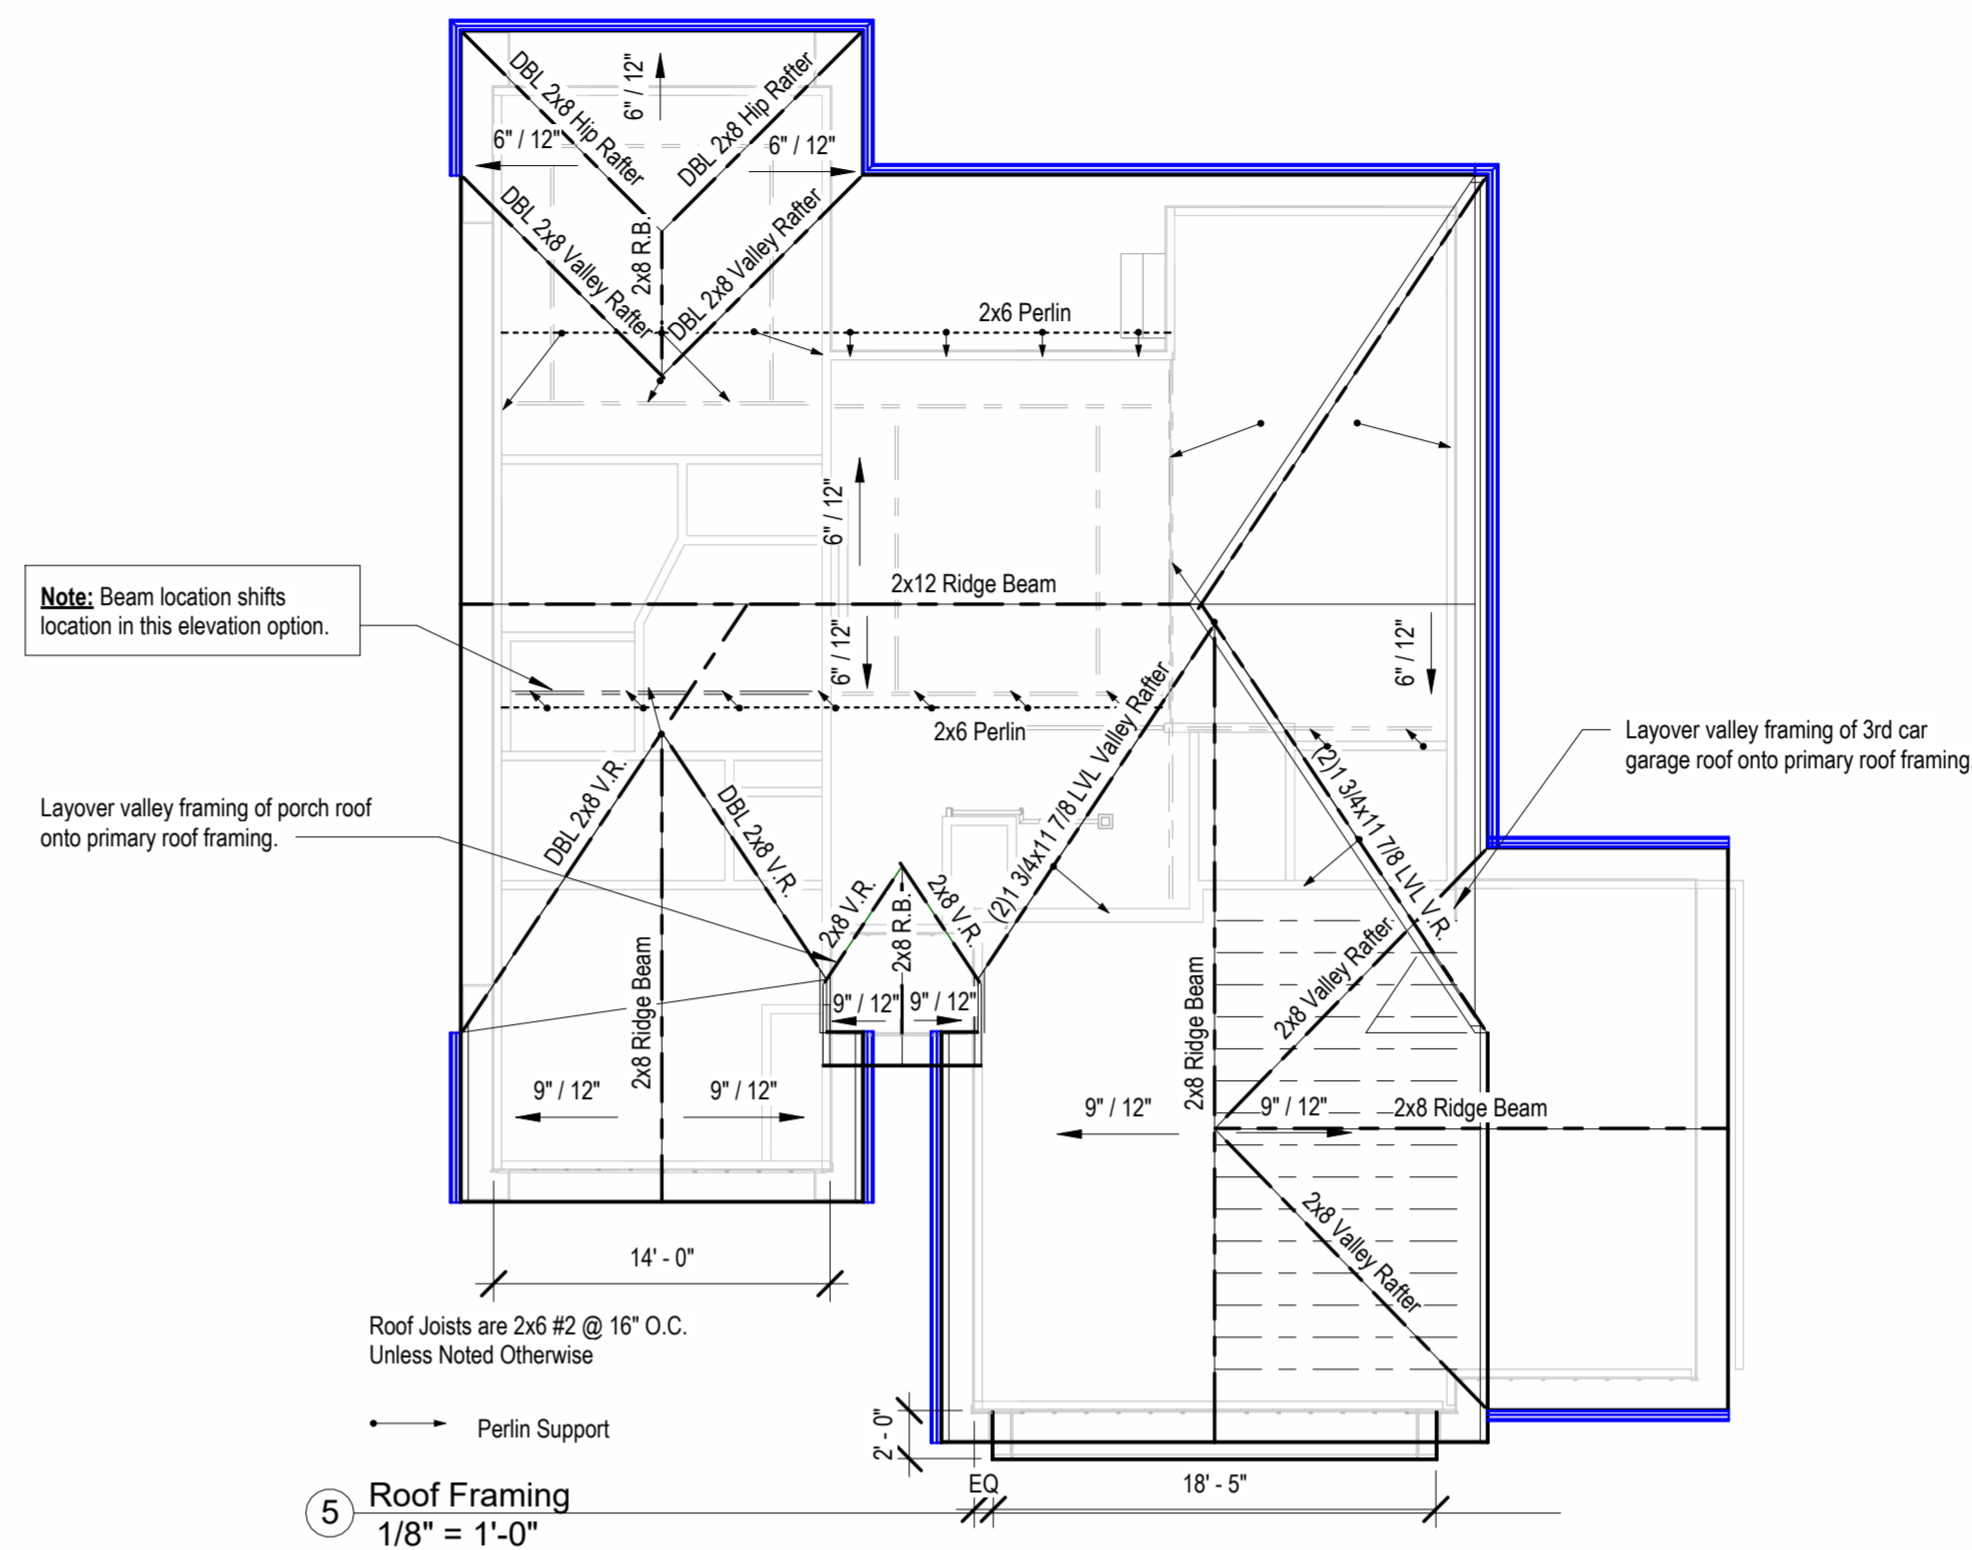 DBL 2x8 Hip Rafter
6" / 12"
DBL 2x8 Hip Rafter
6" / 12"
6" / 12"
DBL 2x8 Valley Rafter
2x8 R.B.
DBL 2x8 Valley Rafter
2x6 Perlin
6" / 12"
2x12 Ridge Beam
Note: Beam location shifts
location in this elevation option.
6" / 12"
6" / 12"
2x6 Perlin
(2)1 3/4x11 7/8 LVL Valley Rafter
Layover valley framing of 3rd car
garage roof onto primary roof framing.
(2)1 3/4x11 7/8 LVL V.R.
Layover valley framing of porch roof
onto primary roof framing.
DBL 2x8 V.R.
DBL 2x8 V.R.
2x8 V.R.
2x8 R.B.
2x8 V.R.
2x8 Valley Rafter
2x8 Ridge Beam
9" / 12"
9" / 12"
2x8 Ridge Beam
9" / 12"
9" / 12"
9" / 12"
9" / 12"
2x8 Ridge Beam
2x8 Valley Rafter
14' - 0"
Roof Joists are 2x6 #2 @ 16" O.C.
Unless Noted Otherwise
Perlin Support
2' - 0"
EQ
18' - 5"
5
Roof Framing
1/8" = 1'-0"